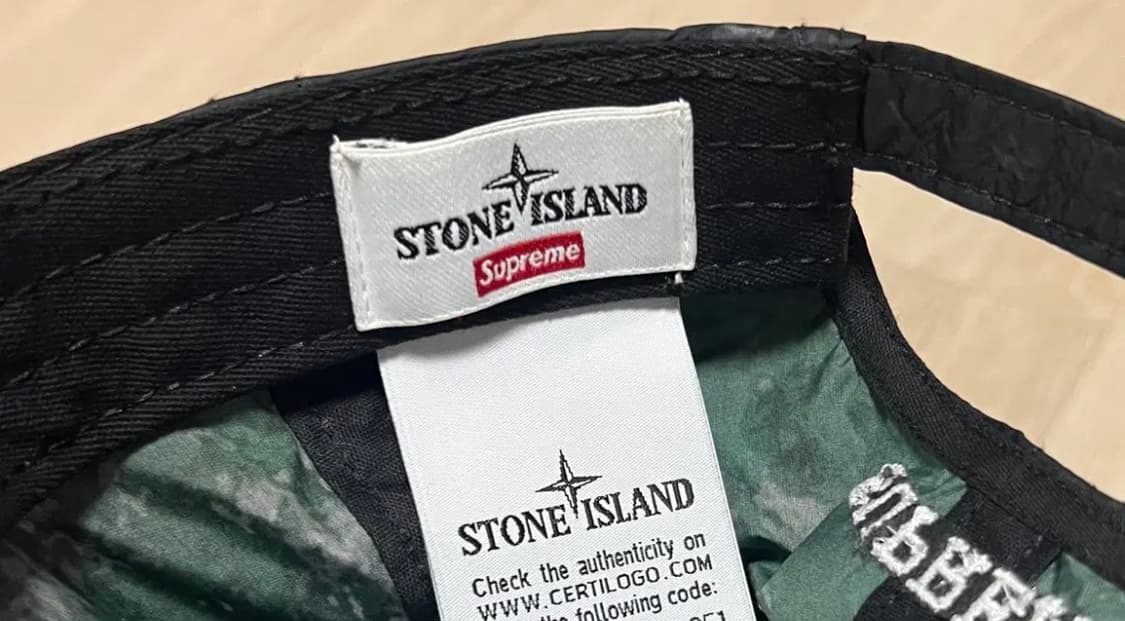 STONE ISLAND
Supreme
STONE ISLAND
Check the authenticity on
WWW.CERTILOGO.COM
the following code: